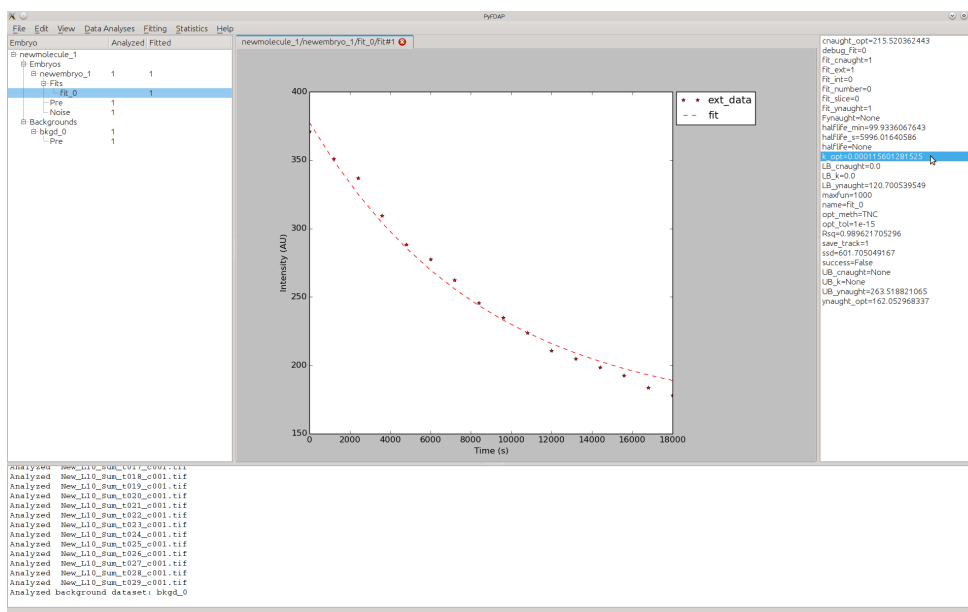 PyFDAP
File Edit View Data Analyses Fitting Statistics Help
Embryo Analyzed Fitted
newmolecule_1
Embryos
newembryo_1 1 1
Fits
fit_0 1
Pre 1
Noise 1
Backgrounds
bkgd_0 1
Pre 1
newmolecule_1/newembryo_1/fit_0/fit#1
400
350
300
250
200
150
Intensity (AU)
0 2000 4000 6000 8000 10000 12000 14000 16000 18000
Time (s)
ext_data
fit
cnaught_opt=215.520362443
debug_fit=0
fit_cnaught=1
fit_ext=1
fit_int=0
fit_number=0
fit_slice=0
fit_ynaught=1
Fynaught=None
halflife_min=99.9336067643
halflife_s=5996.01640586
halflife=None
k_opt=0.000115601281525
LB_cnaught=0.0
LB_k=0.0
LB_ynaught=120.700539549
maxfun=1000
name=fit_0
opt_meth=TNC
opt_tol=1e-15
Rsq=0.989621705296
save_track=1
ssd=601.705049167
success=False
UB_cnaught=None
UB_k=None
UB_ynaught=263.518821065
ynaught_opt=162.052968337
Analyzed New_L10_Sum_t017_c001.tif
Analyzed New_L10_Sum_t018_c001.tif
Analyzed New_L10_Sum_t019_c001.tif
Analyzed New_L10_Sum_t020_c001.tif
Analyzed New_L10_Sum_t021_c001.tif
Analyzed New_L10_Sum_t022_c001.tif
Analyzed New_L10_Sum_t023_c001.tif
Analyzed New_L10_Sum_t024_c001.tif
Analyzed New_L10_Sum_t025_c001.tif
Analyzed New_L10_Sum_t026_c001.tif
Analyzed New_L10_Sum_t027_c001.tif
Analyzed New_L10_Sum_t028_c001.tif
Analyzed New_L10_Sum_t029_c001.tif
Analyzed background dataset: bkgd_0